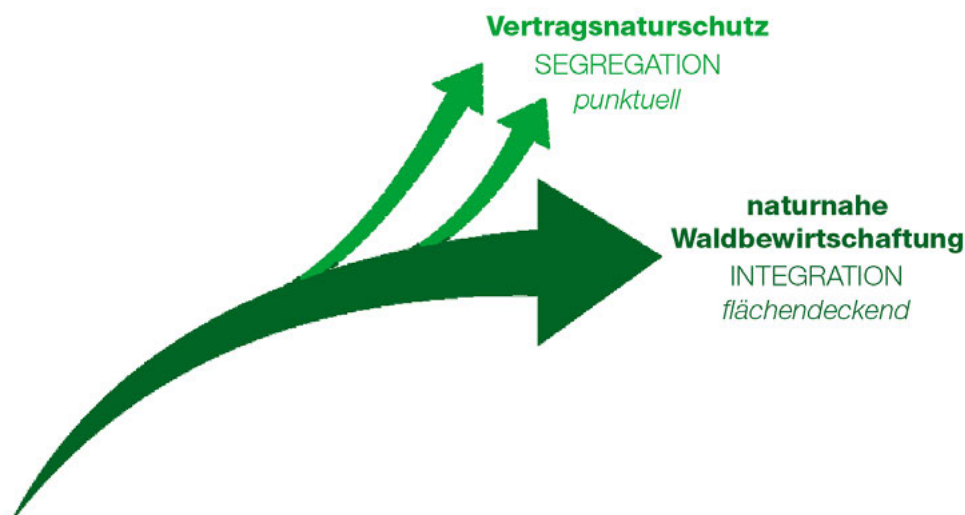 Vertragsnaturschutz
SEGREGATION
punktuell
naturnahe
Waldbewirtschaftung
INTEGRATION
flächendeckend